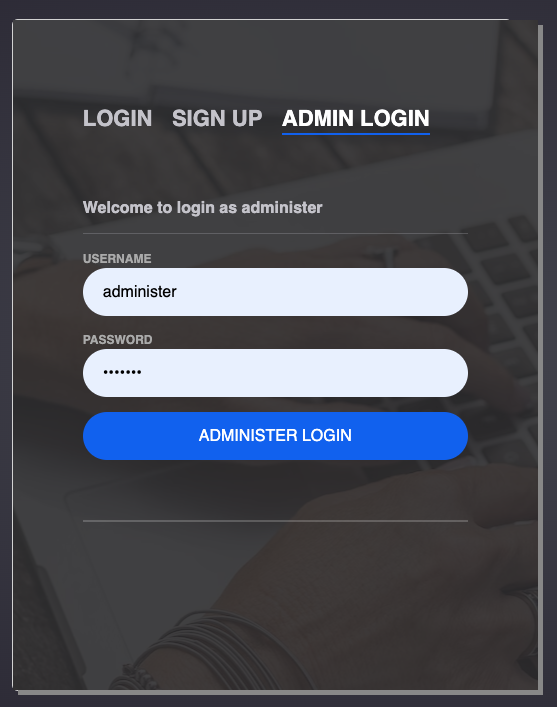 LOGIN SIGN UP ADMIN LOGIN
Welcome to login as administer
USERNAME
administer
PASSWORD
•••••••
ADMINISTER LOGIN